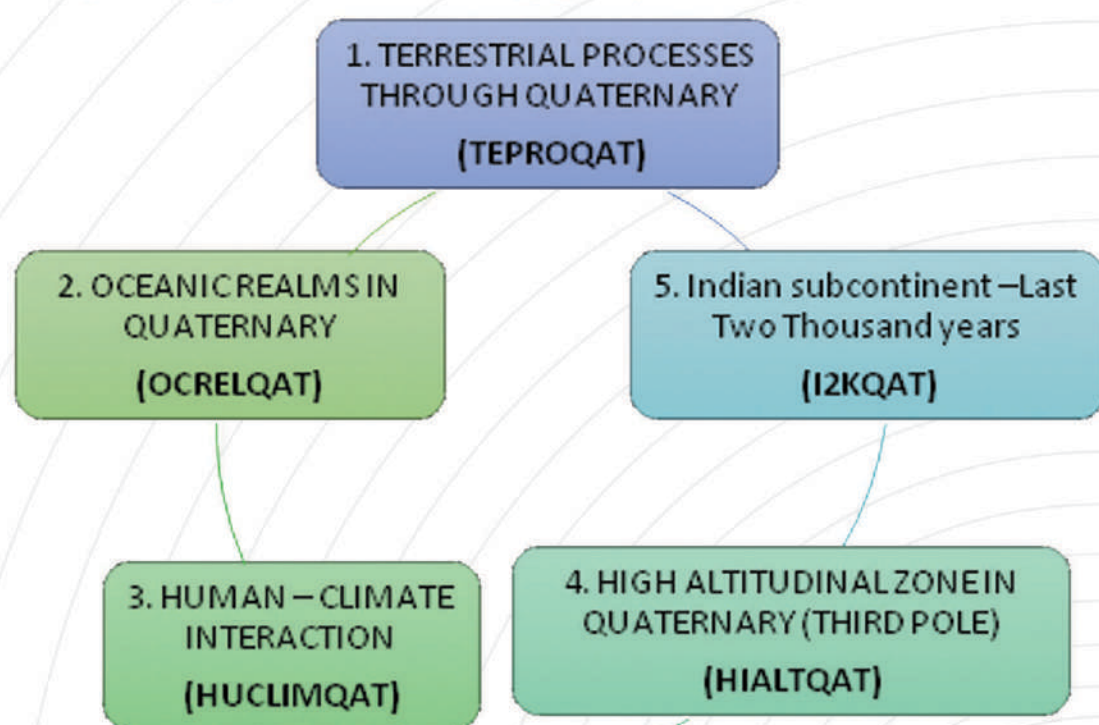 1. TERRESTRIAL PROCESSES
THROUGH QUATERNARY
(TEPROQAT)
2. OCEANIC REALMS IN
QUATERNARY
(OCRELQAT)
5. Indian subcontinent –Last
Two Thousand years
(I2KQAT)
3. HUMAN – CLIMATE
INTERACTION
(HUCLIMQAT)
4. HIGH ALTITUDINAL ZONE IN
QUATERNARY (THIRD POLE)
(HIALTQAT)